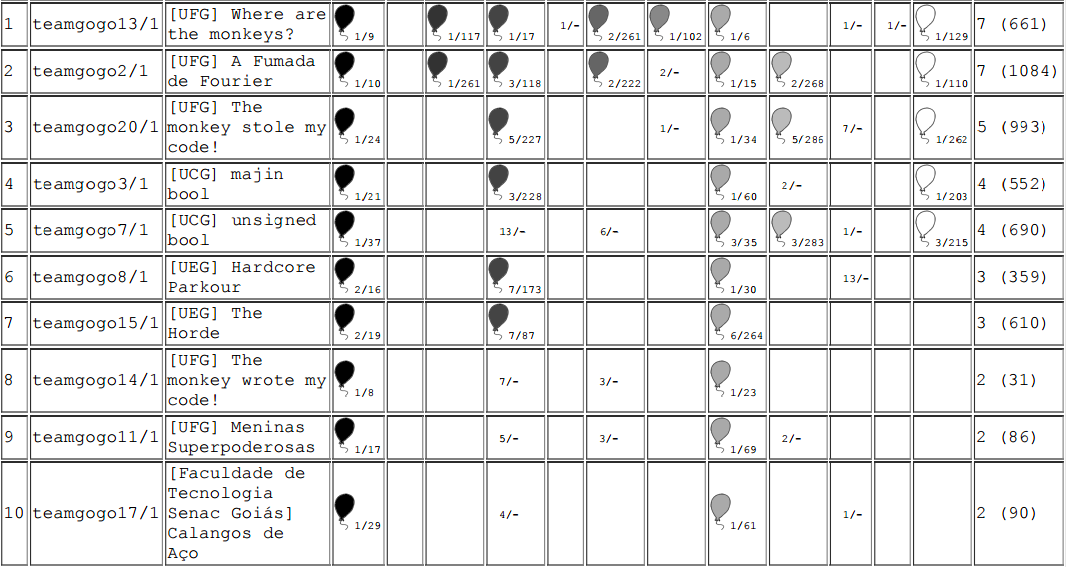 1 teamgogo13/1 [UFG] Where are the monkeys? 1/9 1/117 1/17 1/- 2/261 1/102 1/6 1/- 1/- 1/129 7 (661)
2 teamgogo2/1 [UFG] A Fumada de Fourier 1/10 1/261 3/118 2/222 2/- 1/15 2/268 1/110 7 (1084)
3 teamgogo20/1 [UFG] The monkey stole my code! 1/24 5/227 1/- 1/34 5/286 7/- 1/262 5 (993)
4 teamgogo3/1 [UCG] majin bool 1/21 3/228 1/60 2/- 1/203 4 (552)
5 teamgogo7/1 [UCG] unsigned bool 1/37 13/- 6/- 3/35 3/283 1/- 3/215 4 (690)
6 teamgogo8/1 [UEG] Hardcore Parkour 2/16 7/173 1/30 13/- 3 (359)
7 teamgogo15/1 [UEG] The Horde 2/19 7/87 6/264 3 (610)
8 teamgogo14/1 [UFG] The monkey wrote my code! 1/8 7/- 3/- 1/23 2 (31)
9 teamgogo11/1 [UFG] Meninas Superpoderosas 1/17 5/- 3/- 1/69 2/- 2 (86)
10 teamgogo17/1 [Faculdade de Tecnologia Senac Goiás] Calangos de Aço 1/29 4/- 1/61 1/- 2 (90)